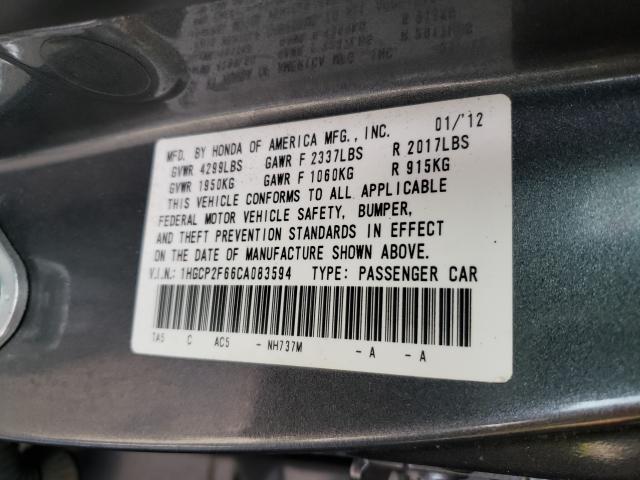 MFD. BY HONDA OF AMERICA MFG., INC. 01/'12
GVWR 4299LBS GAWR F 2337LBS R 2017LBS
GVWR 1950KG GAWR F 1060KG R 915KG
THIS VEHICLE CONFORMS TO ALL APPLICABLE
FEDERAL MOTOR VEHICLE SAFETY, BUMPER,
AND THEFT PREVENTION STANDARDS IN EFFECT
ON THE DATE OF MANUFACTURE SHOWN ABOVE.
V.I.N.: 1HGCP2F66CA083594 TYPE: PASSENGER CAR
TA5 C AC5 - NH737M - A - A